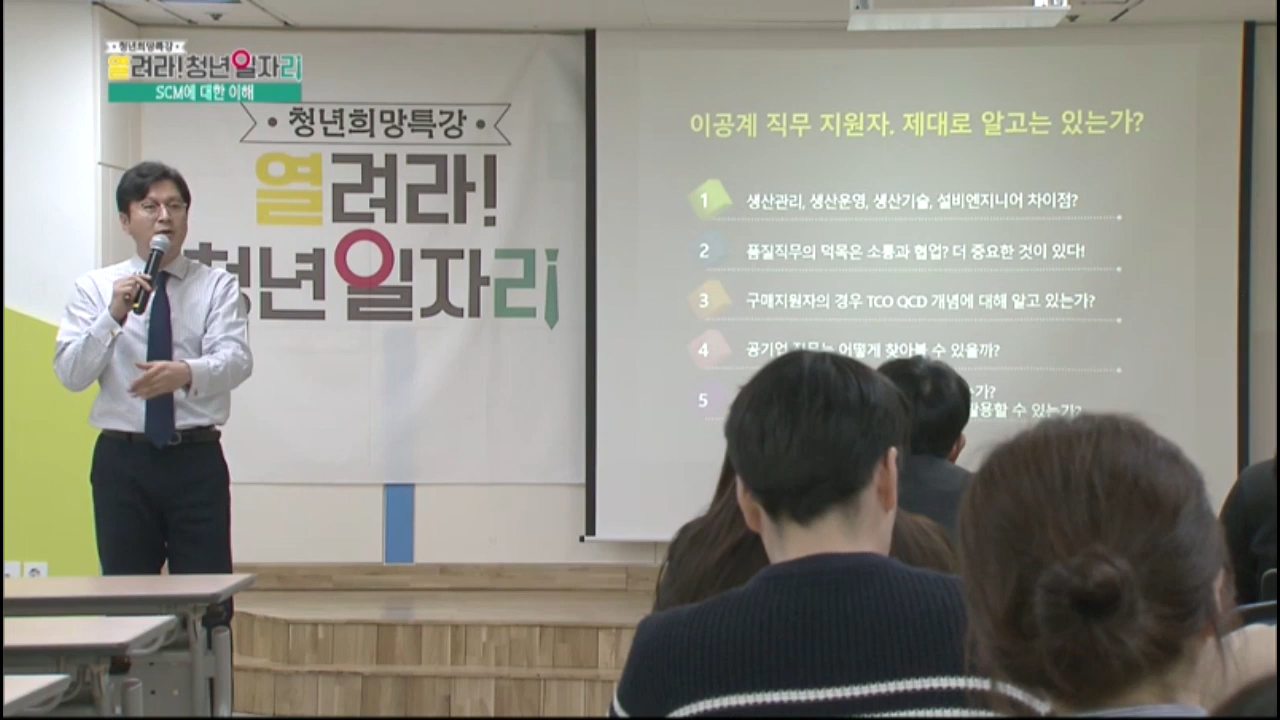 청년희망특강
열려라! 청년일자리
SCM에 대한 이해
• 청년희망특강 •
열려라!
청년일자리
이공계 직무 지원자. 제대로 알고는 있는가?
1 생산관리, 생산운영, 생산기술, 설비엔지니어 차이점?
2 품질직무의 덕목은 소통과 협업? 더 중요한 것이 있다!
3 구매지원자의 경우 TCO QCD 개념에 대해 알고 있는가?
4 공기업 직무는 어떻게 찾아볼 수 있을까?
5
활용할 수 있는가?